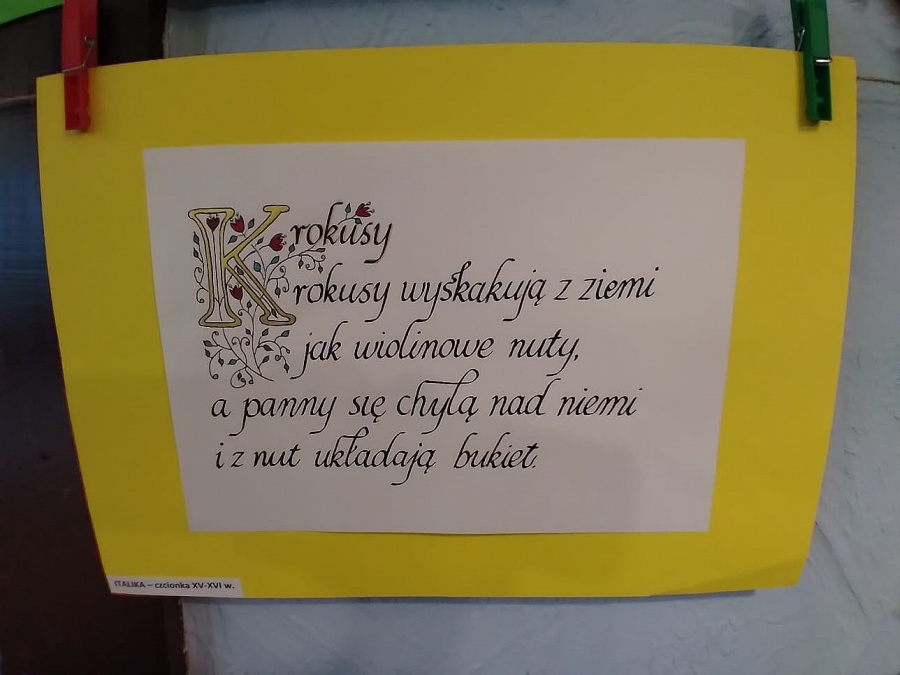 Krokusy
Krokusy wyskakują z ziemi
jak wiolinowe nuty,
a panny się chylą nad niemi
i z nut układają bukiet.
ITALIKA – czcionka XV-XVI w.